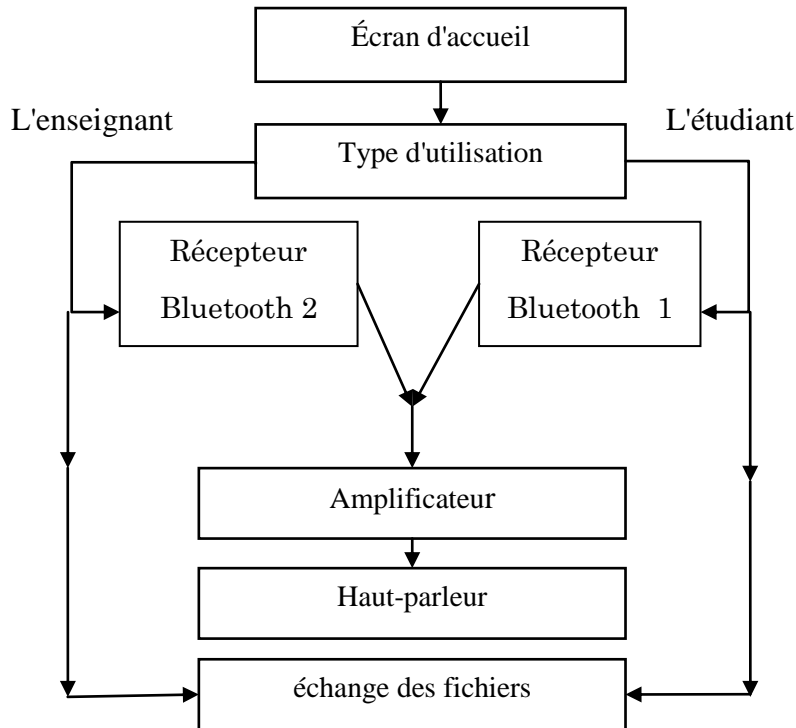 Écran d'accueil
L'enseignant
L'étudiant
Type d'utilisation
Récepteur
Bluetooth 2
Récepteur
Bluetooth 1
Amplificateur
Haut-parleur
échange des fichiers